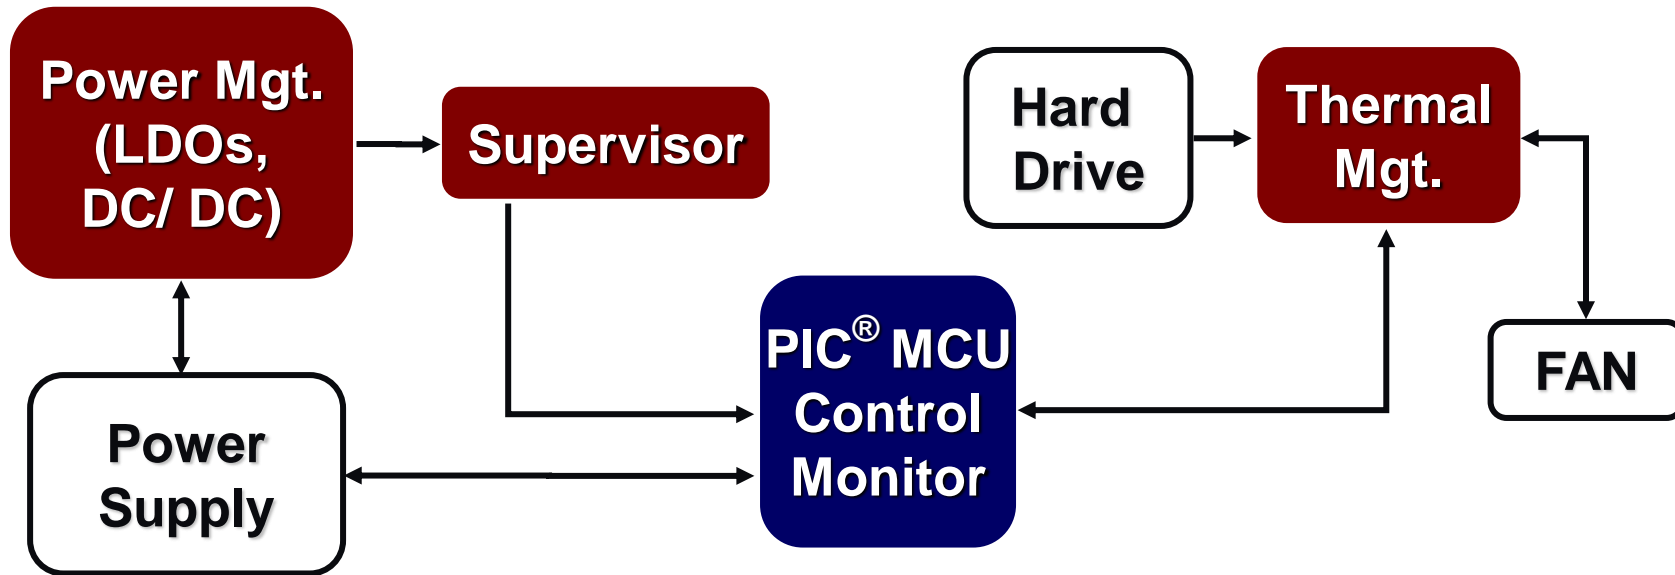 Power Mgt.
(LDOs,
DC/ DC)
Supervisor
Hard
Drive
Thermal
Mgt.
PIC® MCU
Control
Monitor
FAN
Power
Supply